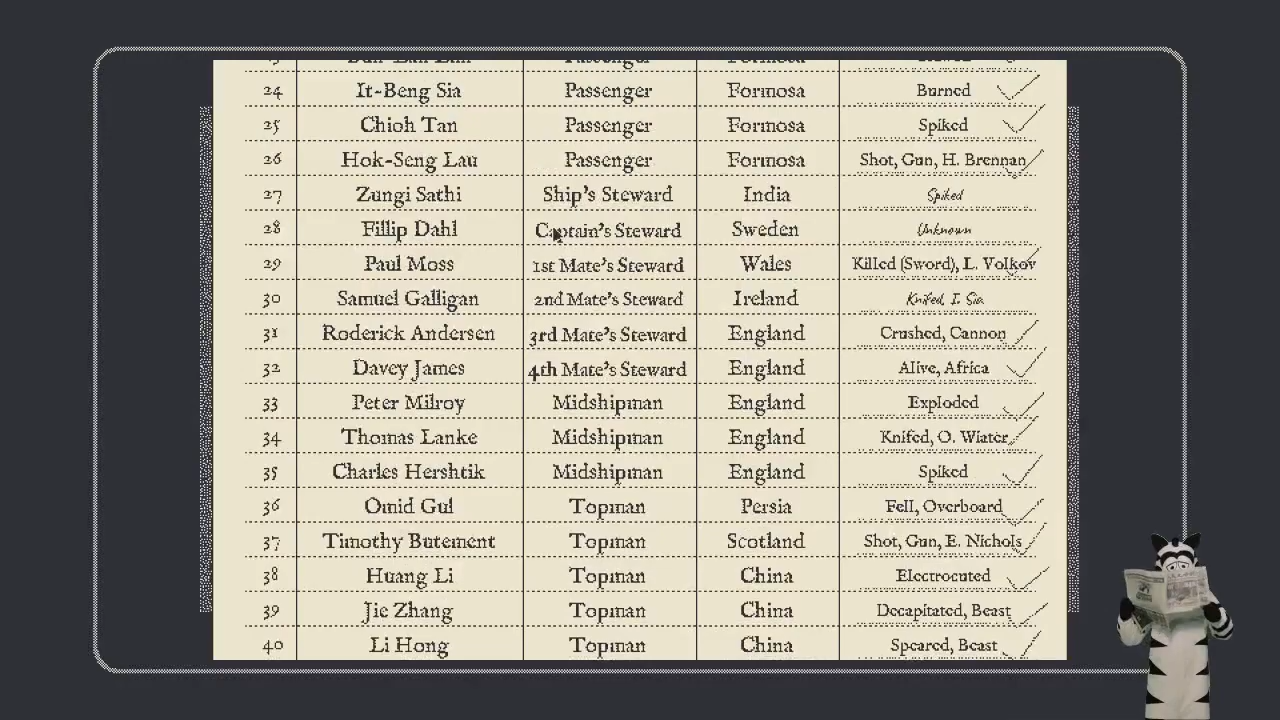 24 It-Beng Sia Passenger Formosa Burned
25 Chioh Tan Passenger Formosa Spiked
26 Hok-Seng Lau Passenger Formosa Shot, Gun, H. Brennan
27 Zungi Sathi Ship's Steward India Spiked
28 Fillip Dahl Captain's Steward Sweden Unknown
29 Paul Moss 1st Mate's Steward Wales Killed (Sword), L. Volkov
30 Samuel Galligan 2nd Mate's Steward Ireland Knifed, I. Sia
31 Roderick Andersen 3rd Mate's Steward England Crushed, Cannon
32 Davey James 4th Mate's Steward England Alive, Africa
33 Peter Milroy Midshipman England Exploded
34 Thomas Lanke Midshipman England Knifed, O. Wiater
35 Charles Hershtik Midshipman England Spiked
36 Omid Gul Topman Persia Fell, Overboard
37 Timothy Butement Topman Scotland Shot, Gun, E. Nichols
38 Huang Li Topman China Electrocuted
39 Jie Zhang Topman China Decapitated, Beast
40 Li Hong Topman China Speared, Beast